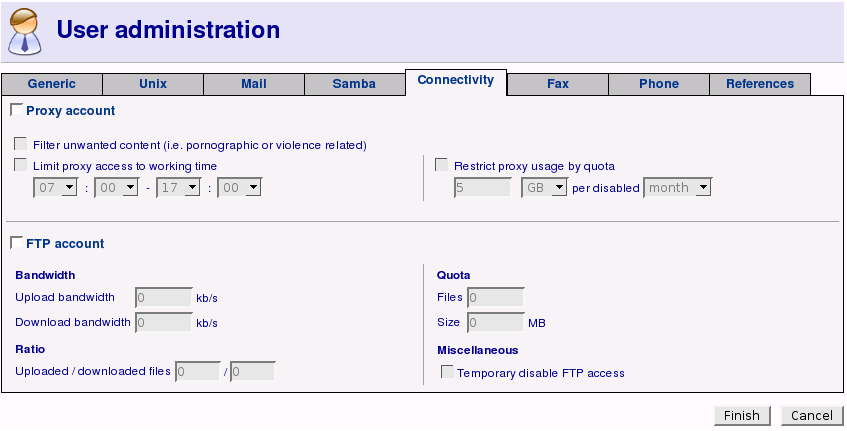 User administration
Generic Unix Mail Samba Connectivity Fax Phone References
Proxy account
Filter unwanted content (i.e. pornographic or violence related)
Limit proxy access to working time
07 : 00 - 17 : 00
Restrict proxy usage by quota
5 GB per disabled month
FTP account
Bandwidth
Upload bandwidth 0 kb/s
Download bandwidth 0 kb/s
Ratio
Uploaded / downloaded files 0 / 0
Quota
Files 0
Size 0 MB
Miscellaneous
Temporary disable FTP access
Finish Cancel